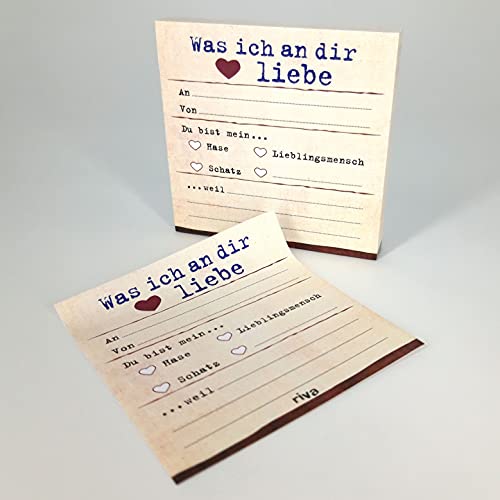 Was ich an dir
liebe
An
Von
Du bist mein...
Hase Lieblingsmensch
Schatz
...weil
Was ich an dir
liebe
An
Von
Du bist mein...
Hase Lieblingsmensch
Schatz
...weil
riva